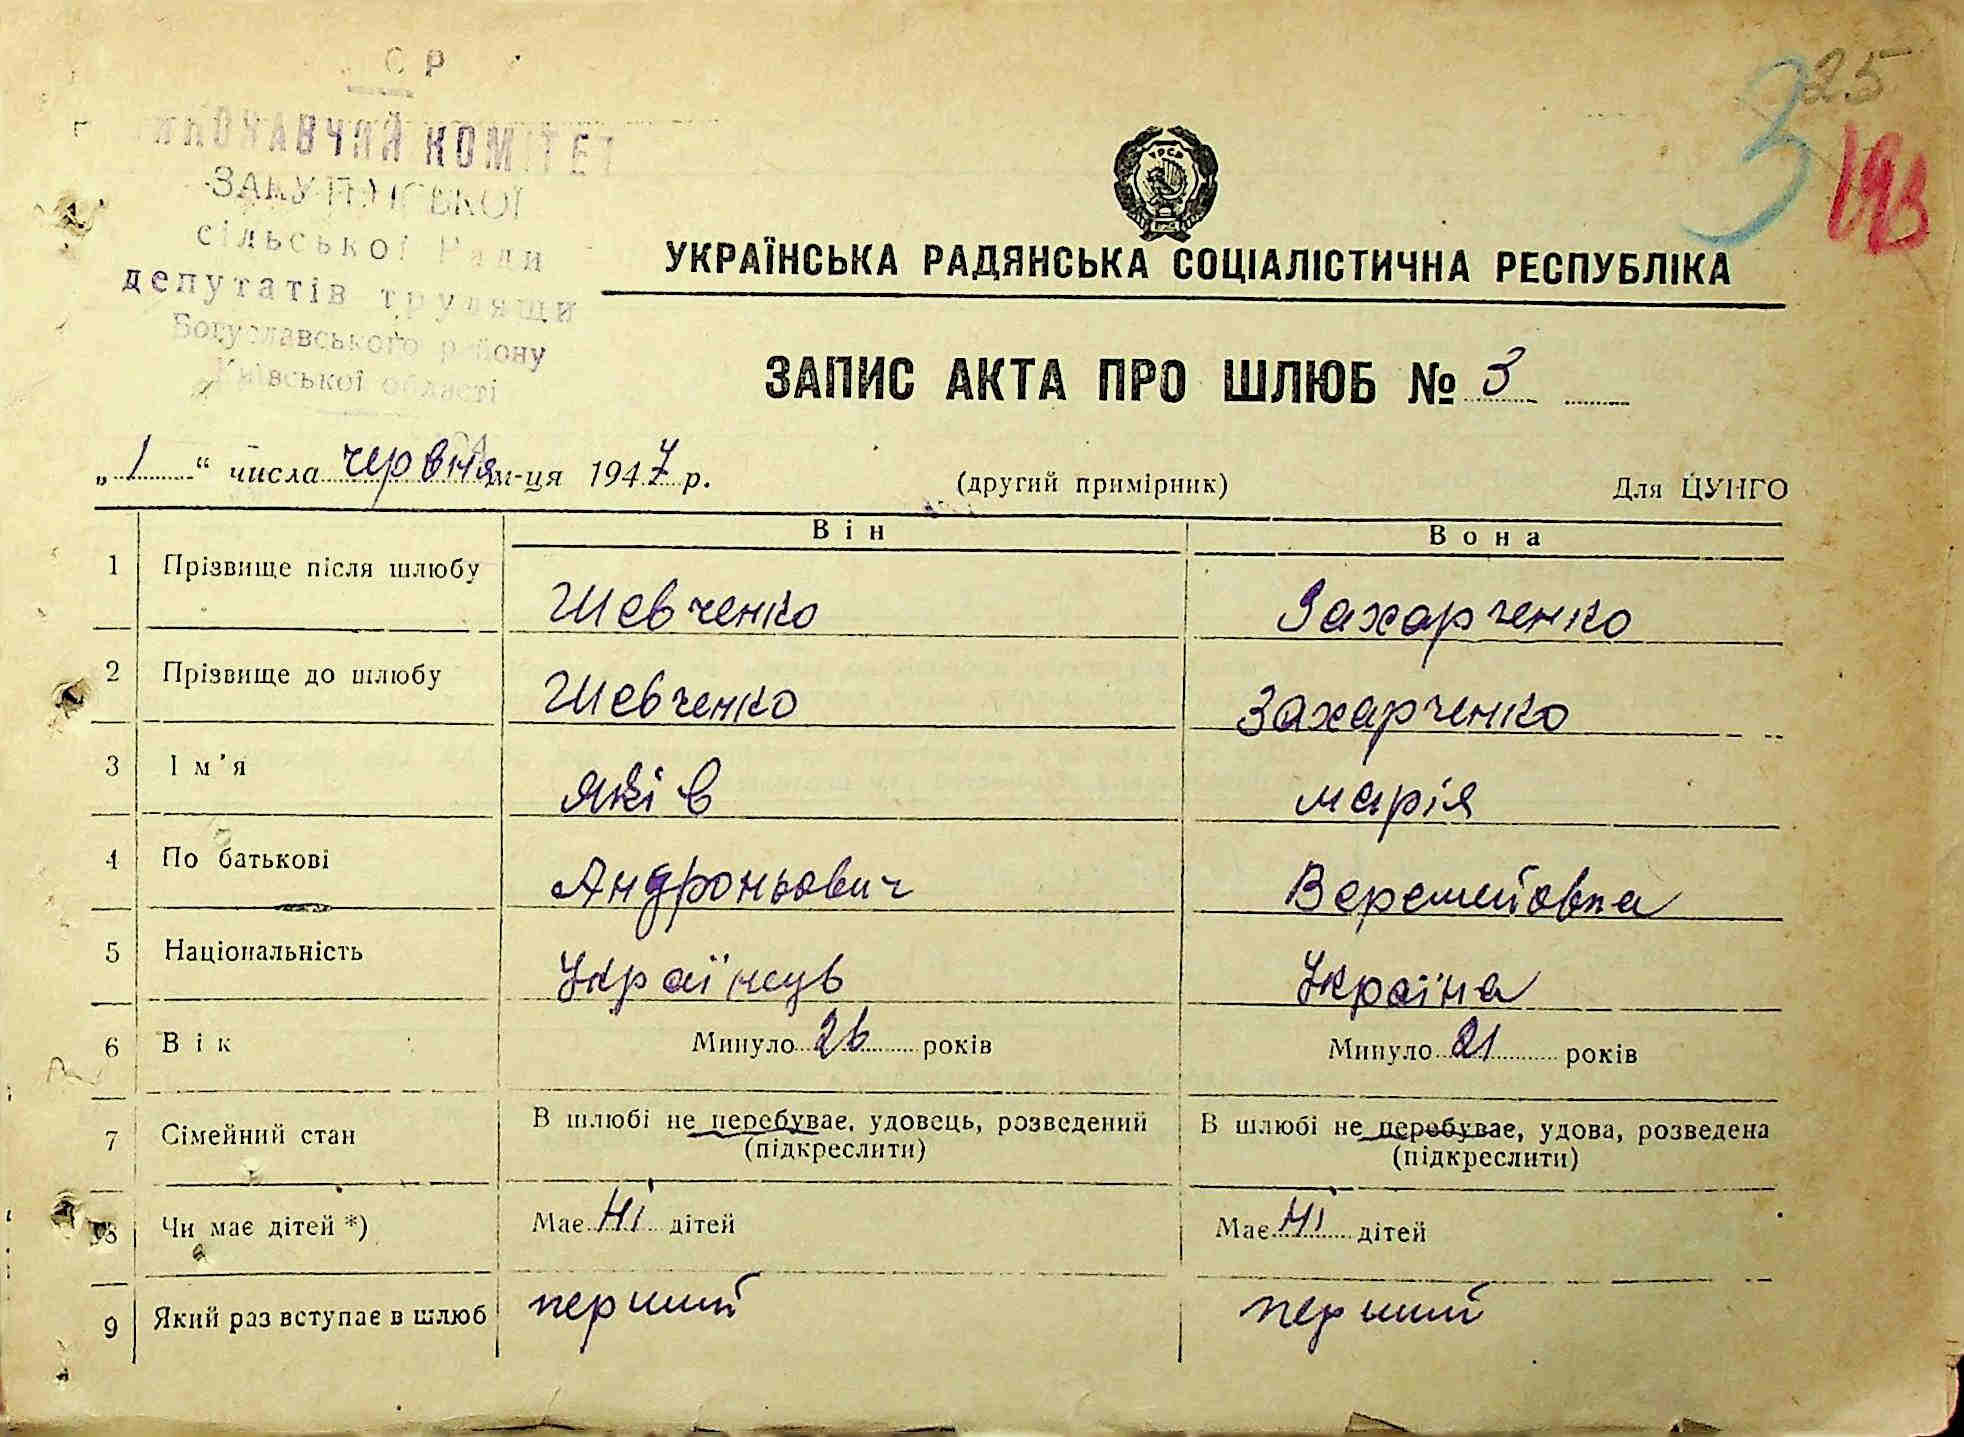 СР
ВИКОНАВЧИЙ КОМІТЕТ
сільської Ради
депутатів трудящи
Богуславського району
Київської області
25
3
193
УРСР
УКРАЇНСЬКА РАДЯНСЬКА СОЦІАЛІСТИЧНА РЕСПУБЛІКА
ЗАПИС АКТА ПРО ШЛЮБ № 3
„1“ числа червня м-ця 1947 р. (другий примірник) Для ЦУНГО
Він Вона
1 Прізвище після шлюбу Шевченко Захарченко
2 Прізвище до шлюбу Шевченко Захарченко
3 Ім'я Яків марія
4 По батькові Андроньович Веремейовна
5 Національність Українець Україна
6 Вік Минуло 26 років Минуло 21 років
7 Сімейний стан В шлюбі не перебуває, удовець, розведений В шлюбі не перебуває, удова, розведена
(підкреслити) (підкреслити)
8 Чи має дітей *) Має Ні дітей Має Ні дітей
9 Який раз вступає в шлюб перший перший